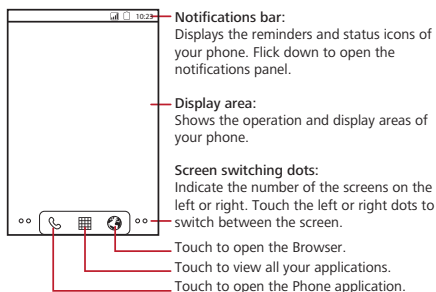 10:23
Notifications bar:
Displays the reminders and status icons of
your phone. Flick down to open the
notifications panel.
Display area:
Shows the operation and display areas of
your phone.
Screen switching dots:
Indicate the number of the screens on the
left or right. Touch the left or right dots to
switch between the screen.
Touch to open the Browser.
Touch to view all your applications.
Touch to open the Phone application.